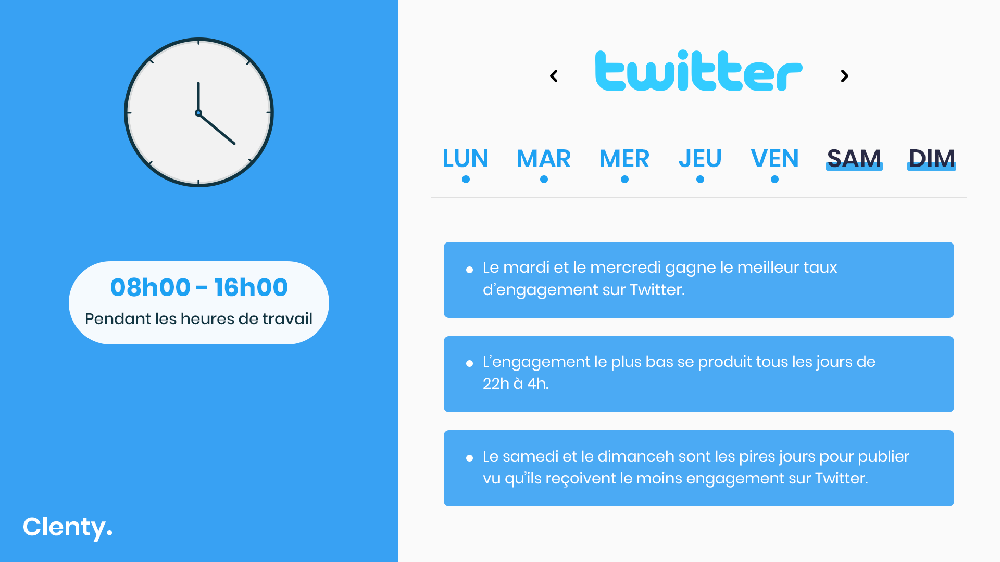 08h00 - 16h00
Pendant les heures de travail
Clenty.
twitter
LUN MAR MER JEU VEN SAM DIM
Le mardi et le mercredi gagne le meilleur taux
d’engagement sur Twitter.
L’engagement le plus bas se produit tous les jours de
22h à 4h.
Le samedi et le dimanceh sont les pires jours pour publier
vu qu’ils reçoivent le moins engagement sur Twitter.